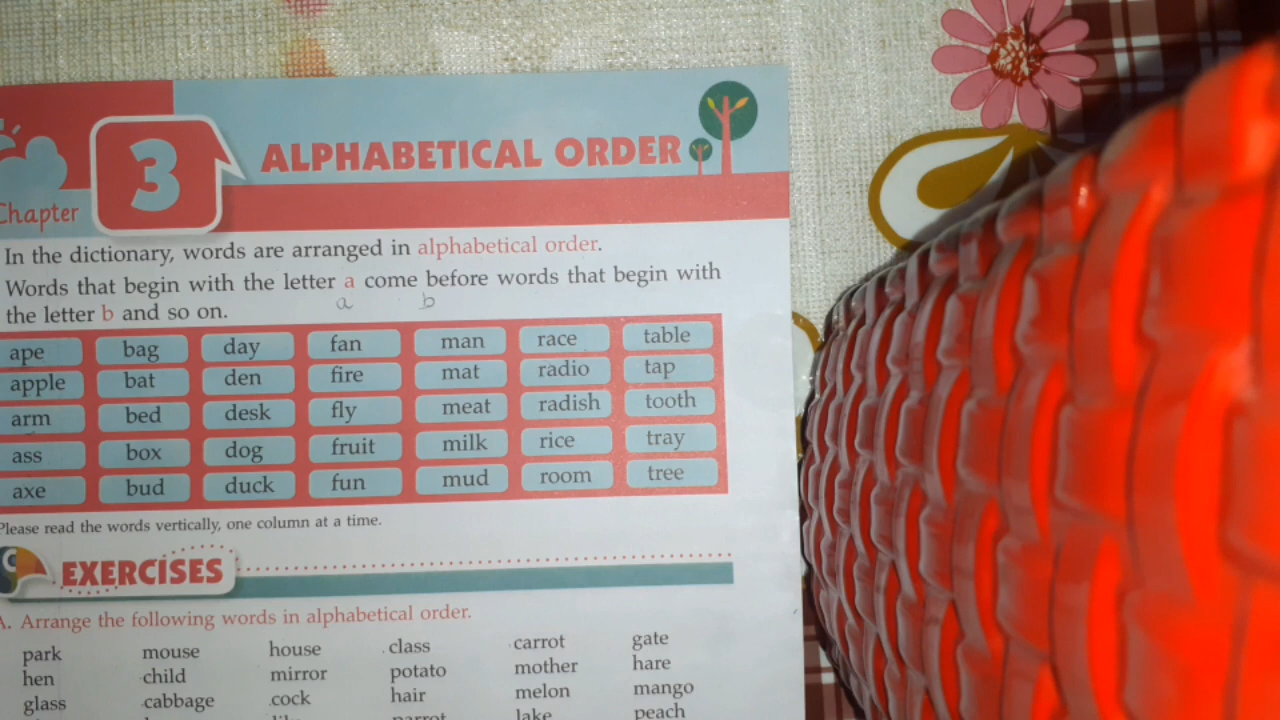 Chapter 3 ALPHABETICAL ORDER
In the dictionary, words are arranged in alphabetical order.
Words that begin with the letter a come before words that begin with
the letter b and so on.
a b
ape bag day fan man race table
apple bat den fire mat radio tap
arm bed desk fly meat radish tooth
ass box dog fruit milk rice tray
axe bud duck fun mud room tree
Please read the words vertically, one column at a time.
EXERCISES
A. Arrange the following words in alphabetical order.
park mouse house class carrot gate
hen child mirror potato mother hare
glass cabbage cock hair melon mango
parrot lake peach